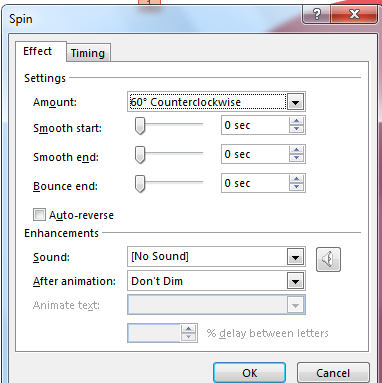 1
Spin
?
Effect Timing
Settings
Amount: 60° Counterclockwise
Smooth start: 0 sec
Smooth end: 0 sec
Bounce end: 0 sec
Auto-reverse
Enhancements
Sound: [No Sound]
After animation: Don't Dim
Animate text:
% delay between letters
OK Cancel